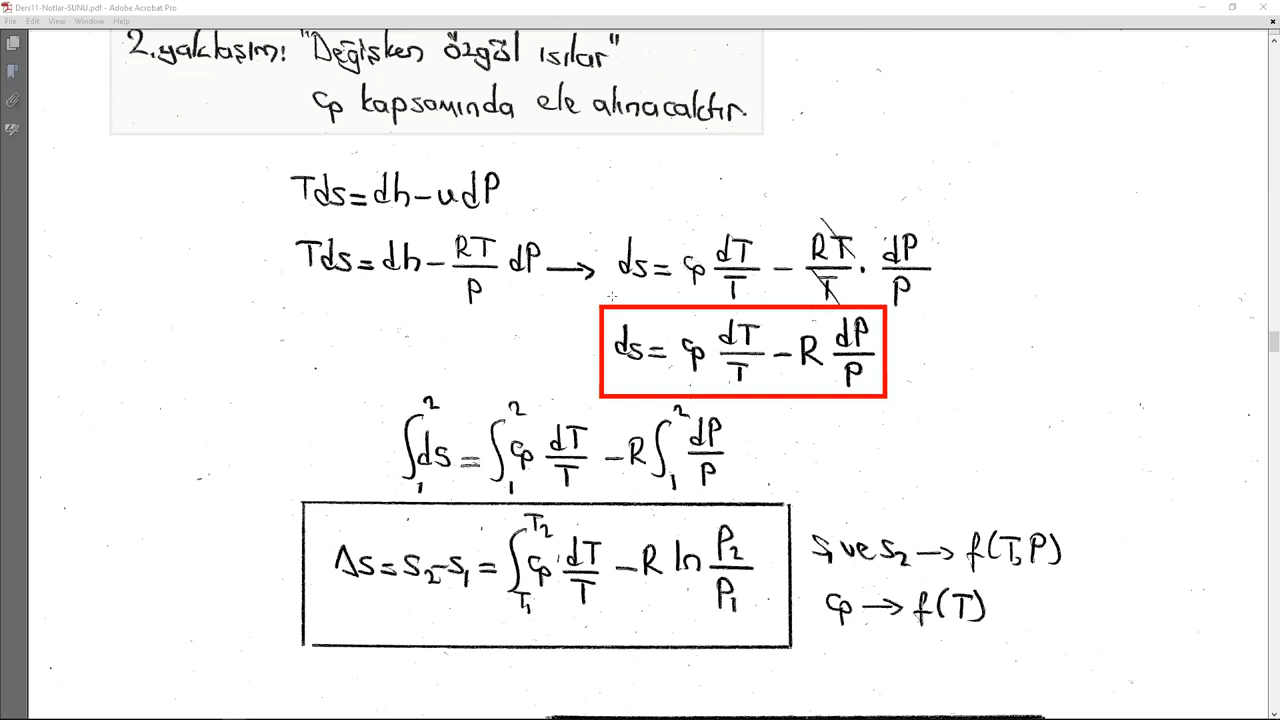 Ders11-Notlar-SUNU.pdf - Adobe Acrobat Pro
File Edit View Window Help
2.yaklaşım: "Değişken özgül ısılar"
cp kapsamında ele alınacaktır.
Tds = dh - υdP
Tds = dh - RT/P dP → ds = cp dT/T - RT/T · dP/P
ds = cp dT/T - R dP/P
∫₁² ds = ∫₁² cp dT/T - R ∫₁² dP/P
Δs = s₂-s₁ = ∫T₁T₂ cp dT/T - R ln P₂/P₁
s₁ ve s₂ → f(T,P)
cp → f(T)